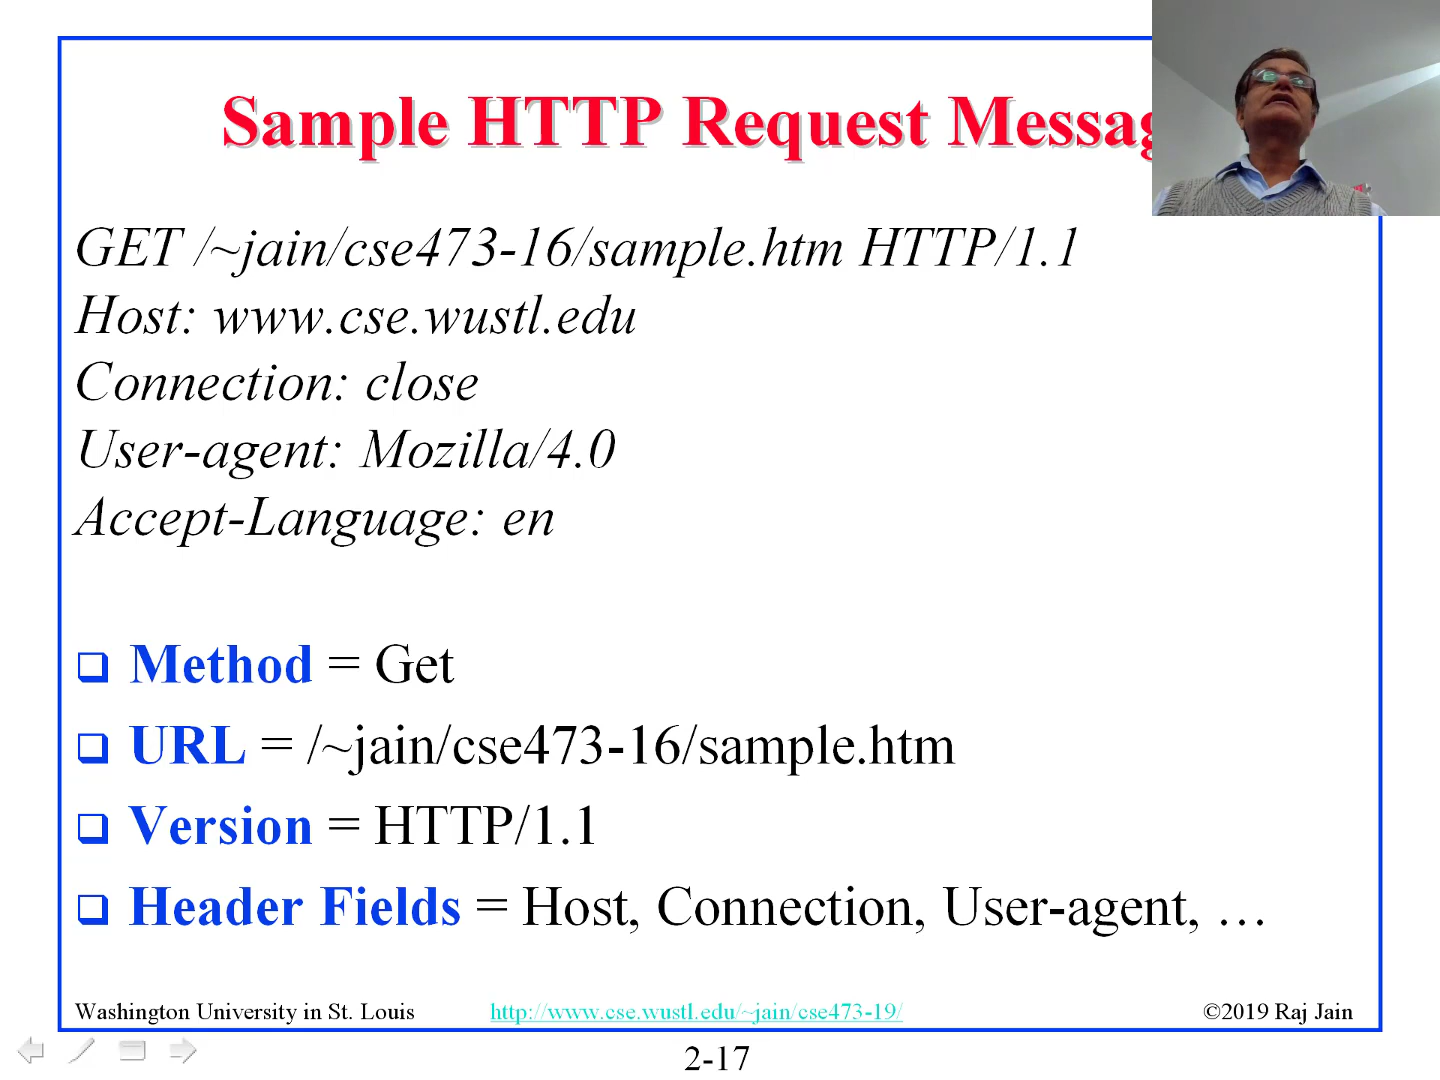 Sample HTTP Request
GET /~jain/cse473-16/sample.htm HTTP/1.1
Host: www.cse.wustl.edu
Connection: close
User-agent: Mozilla/4.0
Accept-Language: en
❑ Method = Get
❑ URL = /~jain/cse473-16/sample.htm
❑ Version = HTTP/1.1
❑ Header Fields = Host, Connection, User-agent, …
Washington University in St. Louis http://www.cse.wustl.edu/~jain/cse473-19/ ©2019 Raj Jain
2-17